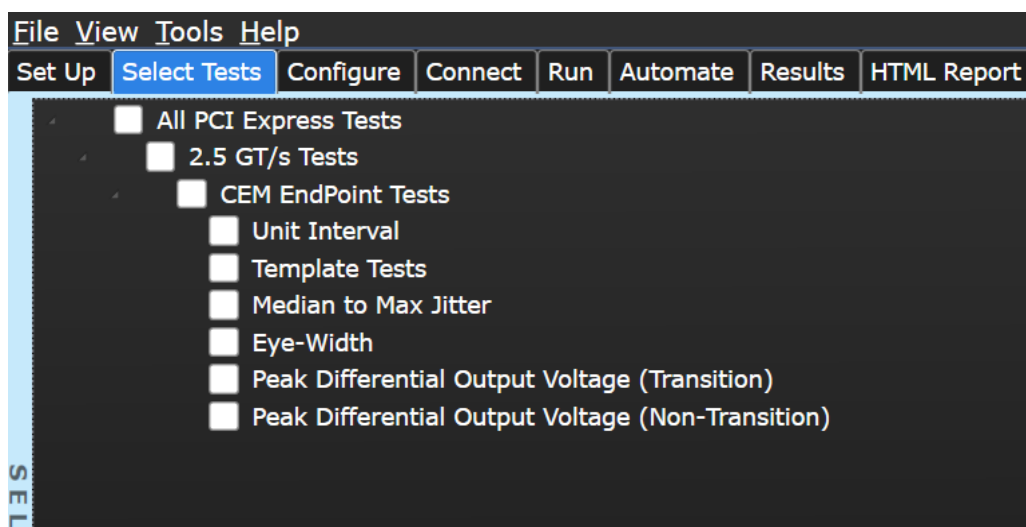 File View Tools Help
Set Up Select Tests Configure Connect Run Automate Results HTML Report
All PCI Express Tests
2.5 GT/s Tests
CEM EndPoint Tests
Unit Interval
Template Tests
Median to Max Jitter
Eye-Width
Peak Differential Output Voltage (Transition)
Peak Differential Output Voltage (Non-Transition)